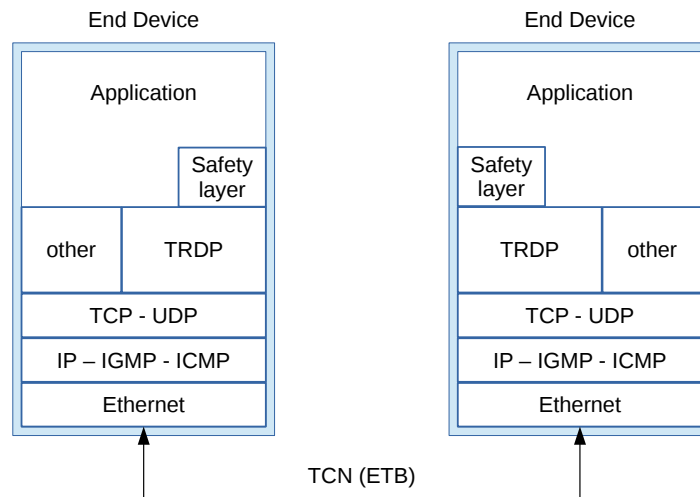 End Device
Application
Safety
layer
other
TRDP
TCP - UDP
IP – IGMP - ICMP
Ethernet
End Device
Application
Safety
layer
TRDP
other
TCP - UDP
IP – IGMP - ICMP
Ethernet
TCN (ETB)